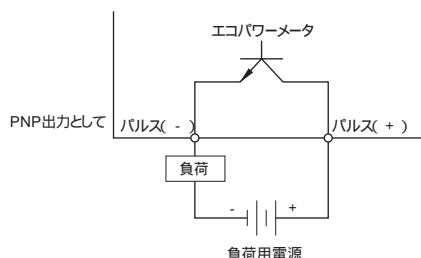 エコパワーメータ
PNP出力として
パルス( - )
パルス( + )
負荷
- +
負荷用電源